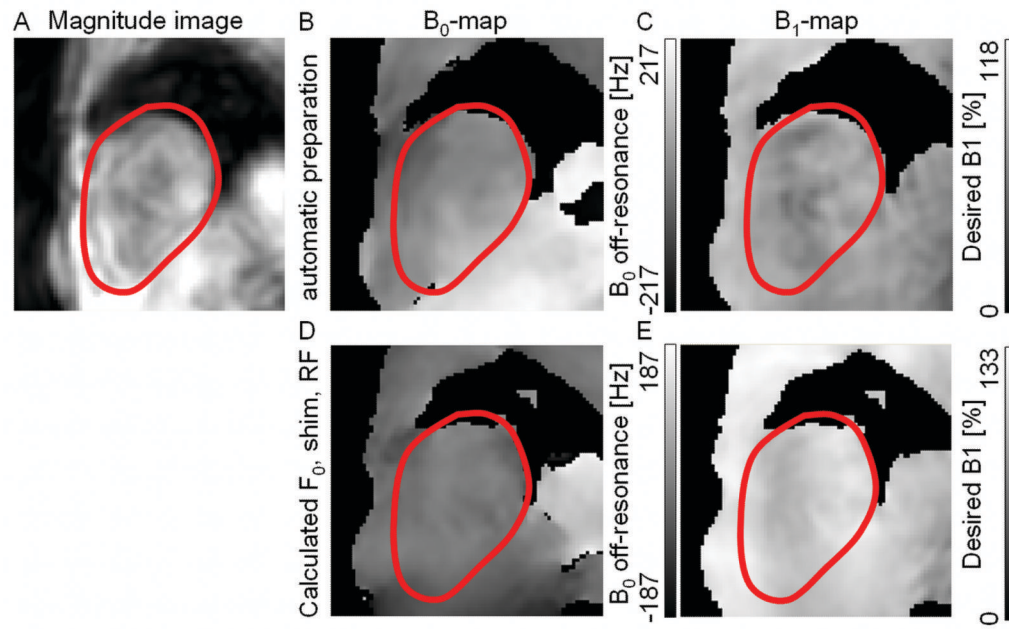 A Magnitude image
B B₀-map
C B₁-map
automatic preparation
B₀ off-resonance [Hz]
217
-217
Desired B1 [%]
118
0
D
E
Calculated F₀, shim, RF
B₀ off-resonance [Hz]
187
-187
Desired B1 [%]
133
0